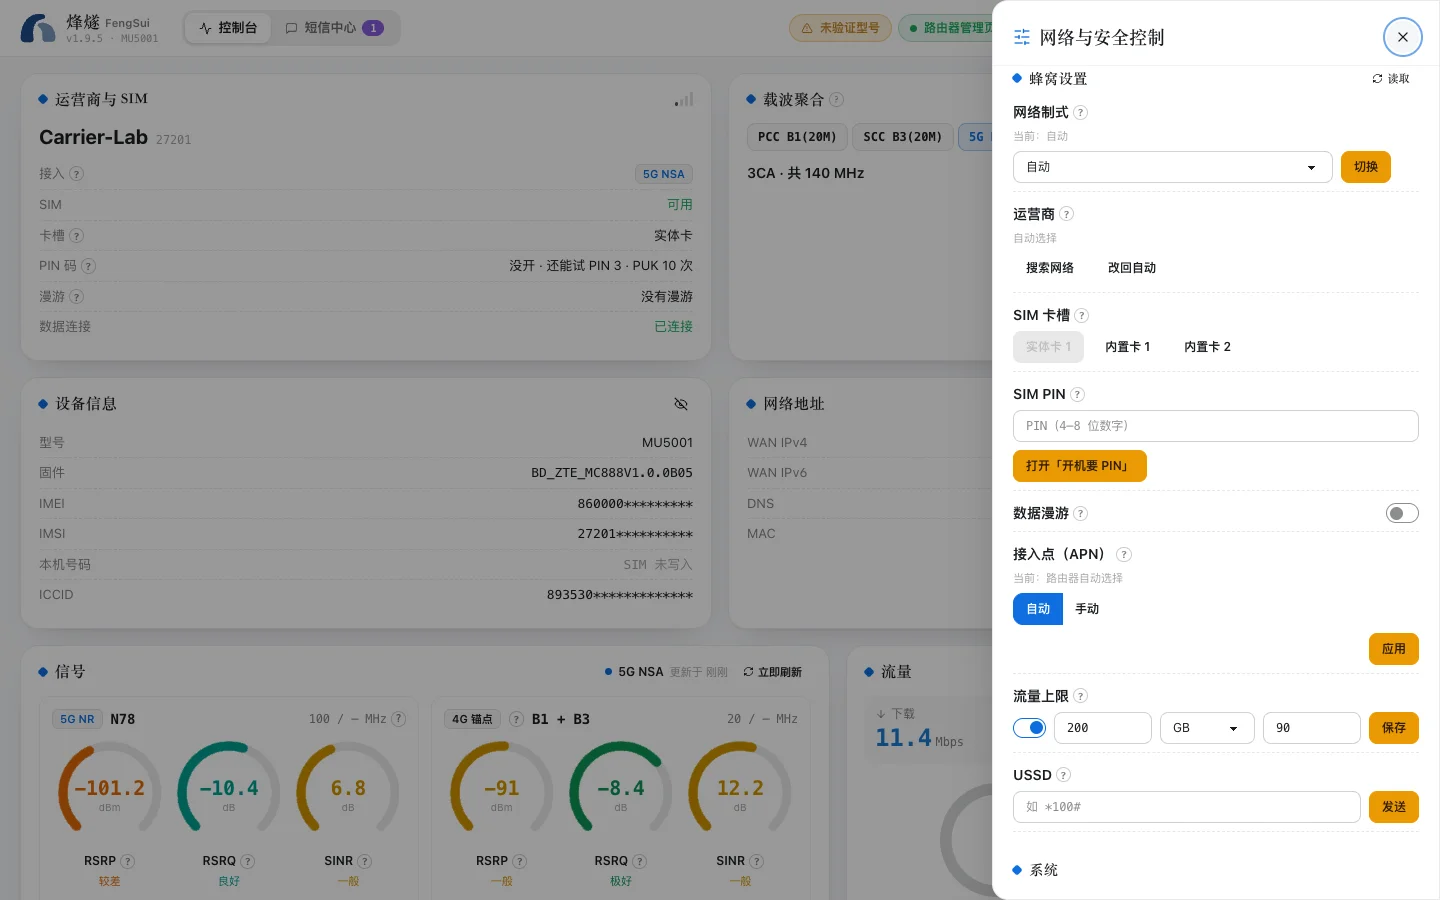 烽燧 FengSui
v1.9.5 · MU5001
控制台
短信中心 1
未验证型号
路由器管理页
运营商与 SIM
Carrier-Lab 27201
接入 ?
5G NSA
SIM
可用
卡槽 ?
实体卡
PIN 码 ?
没开 · 还能试 PIN 3 · PUK 10 次
漫游 ?
没有漫游
数据连接
已连接
载波聚合 ?
PCC B1(20M)
SCC B3(20M)
5G
3CA · 共 140 MHz
设备信息
型号
MU5001
固件
BD_ZTE_MC888V1.0.0B05
IMEI
860000*********
IMSI
27201**********
本机号码
SIM 未写入
ICCID
893530*************
网络地址
WAN IPv4
WAN IPv6
DNS
MAC
信号
5G NSA 更新于 刚刚
立即刷新
5G NR N78
100 / — MHz ?
−101.2
dBm
RSRP ?
较差
−10.4
dB
RSRQ ?
良好
6.8
dB
SINR ?
一般
4G 锚点 ? B1 + B3
20 / — MHz
−91
dBm
RSRP ?
一般
−8.4
dB
RSRQ ?
极好
12.2
dB
SINR ?
一般
流量
↓ 下载
11.4 Mbps
网络与安全控制
蜂窝设置
读取
网络制式 ?
当前：自动
自动
切换
运营商 ?
自动选择
搜索网络
改回自动
SIM 卡槽 ?
实体卡 1
内置卡 1
内置卡 2
SIM PIN ?
PIN（4–8 位数字）
打开「开机要 PIN」
数据漫游 ?
接入点（APN） ?
当前：路由器自动选择
自动
手动
应用
流量上限 ?
200
GB
90
保存
USSD ?
如 *100#
发送
系统